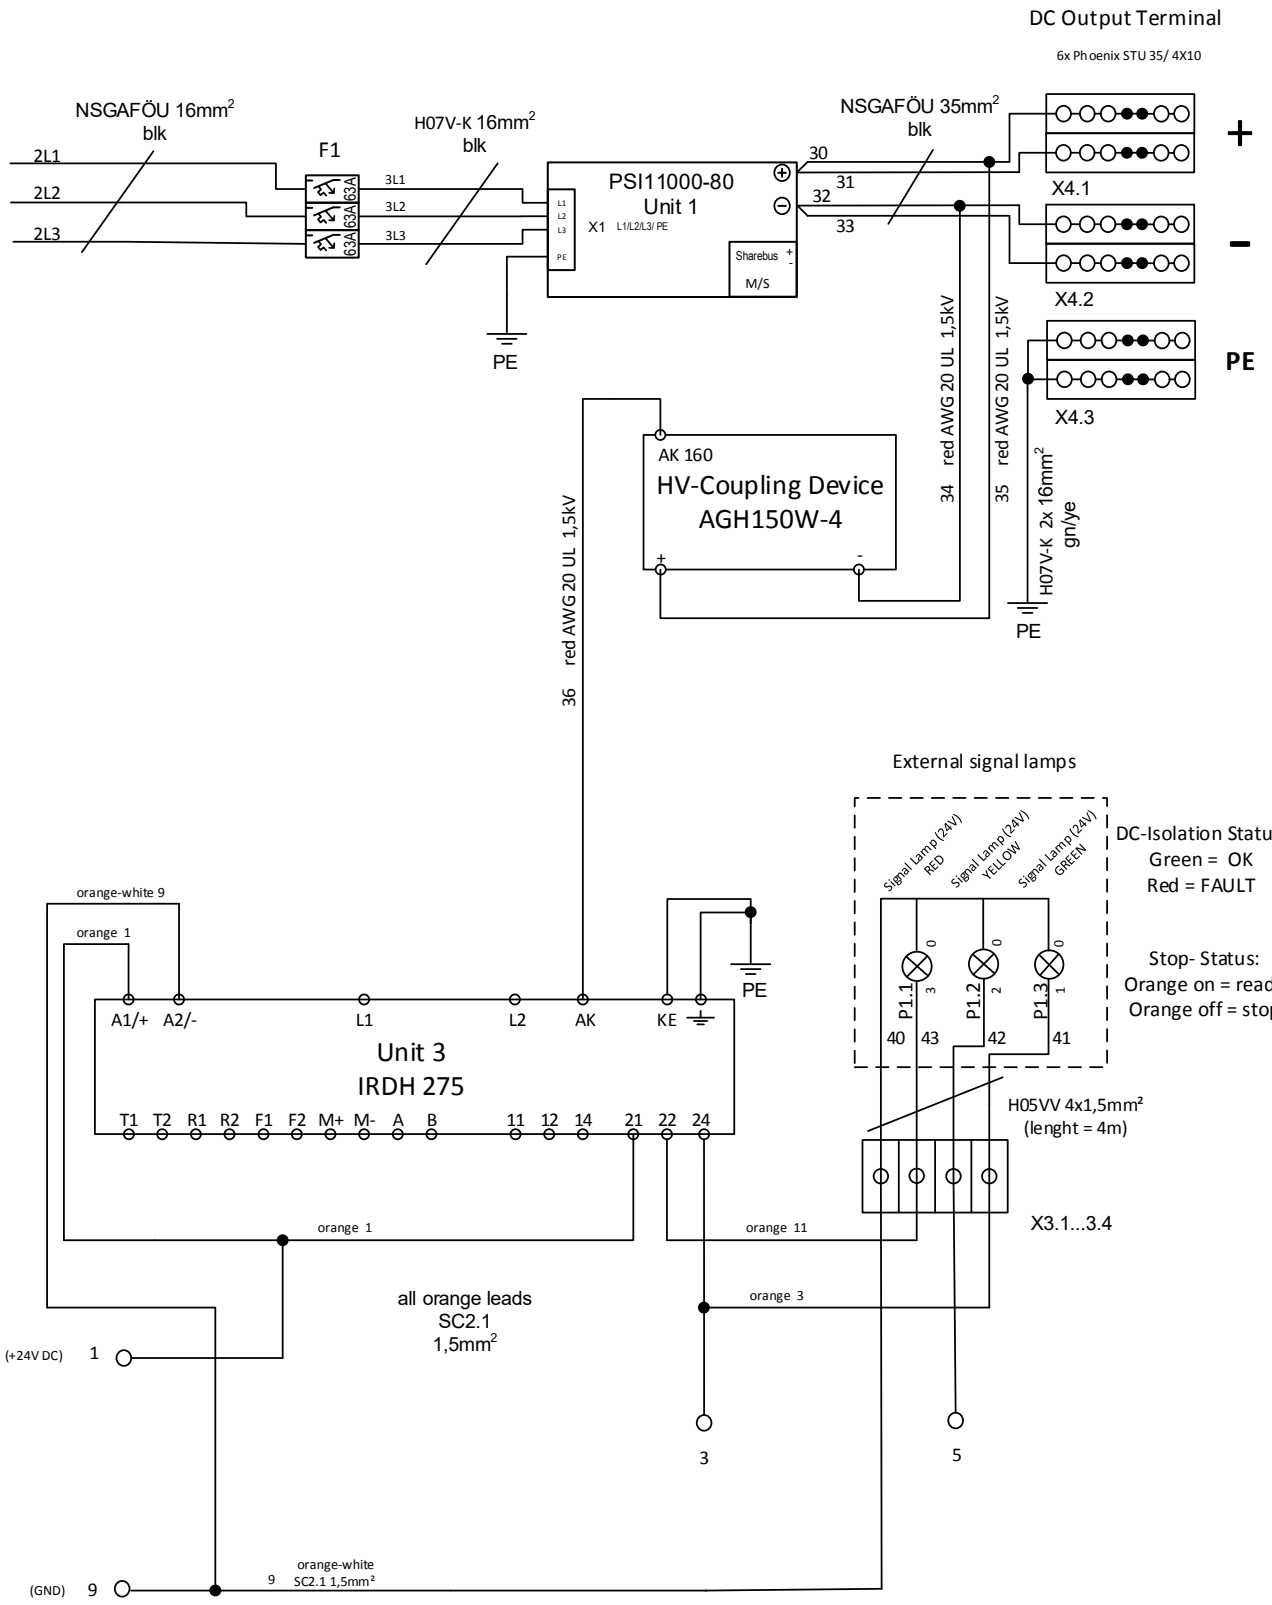 DC Output Terminal
6x Phoenix STU 35/ 4X10
NSGAFÖU 16mm²
blk
H07V-K 16mm²
blk
NSGAFÖU 35mm²
blk
F1
2L1
2L2
2L3
63A
63A
63A
3L1
3L2
3L3
L1
L2
L3
PE
X1 L1/L2/L3/ PE
PSI11000-80
Unit 1
+
-
Sharebus + -
M/S
30
31
32
33
+
X4.1
-
X4.2
PE
X4.3
PE
34 red AWG 20 UL 1,5kV
35 red AWG 20 UL 1,5kV
H07V-K 2x 16mm²
gn/ye
PE
AK 160
HV-Coupling Device
AGH150W-4
+
-
36 red AWG 20 UL 1,5kV
External signal lamps
Signal Lamp (24V)
RED
Signal Lamp (24V)
YELLOW
Signal Lamp (24V)
GREEN
DC-Isolation Statu
Green = OK
Red = FAULT
Stop- Status:
Orange on = read
Orange off = stop
P1.1
0
3
P1.2
0
2
P1.3
0
1
40
43
42
41
H05VV 4x1,5mm²
(lenght = 4m)
X3.1...3.4
orange-white 9
orange 1
PE
A1/+
A2/-
L1
L2
AK
KE
Unit 3
IRDH 275
T1
T2
R1
R2
F1
F2
M+
M-
A
B
11
12
14
21
22
24
orange 1
orange 11
orange 3
all orange leads
SC2.1
1,5mm²
(+24V DC) 1
3
5
orange-white
9 SC2.1 1,5mm²
(GND) 9